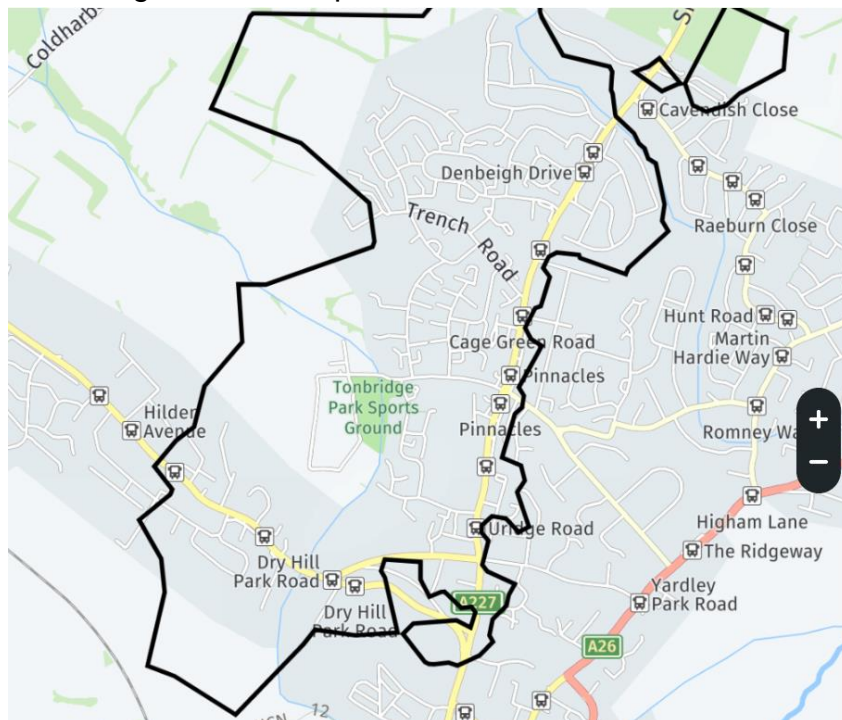 Coldharb
Cavendish Close
Denbeigh Drive
Trench Road
Raeburn Close
Hunt Road
Martin
Hardie Way
Cage Green Road
Pinnacles
Tonbridge
Park Sports
Ground
Hilden
Avenue
Pinnacles
Romney Wa
+
−
Higham Lane
Uridge Road
The Ridgeway
Dry Hill
Park Road
Yardley
Park Road
A227
Dry Hill
Park Road
A26
12